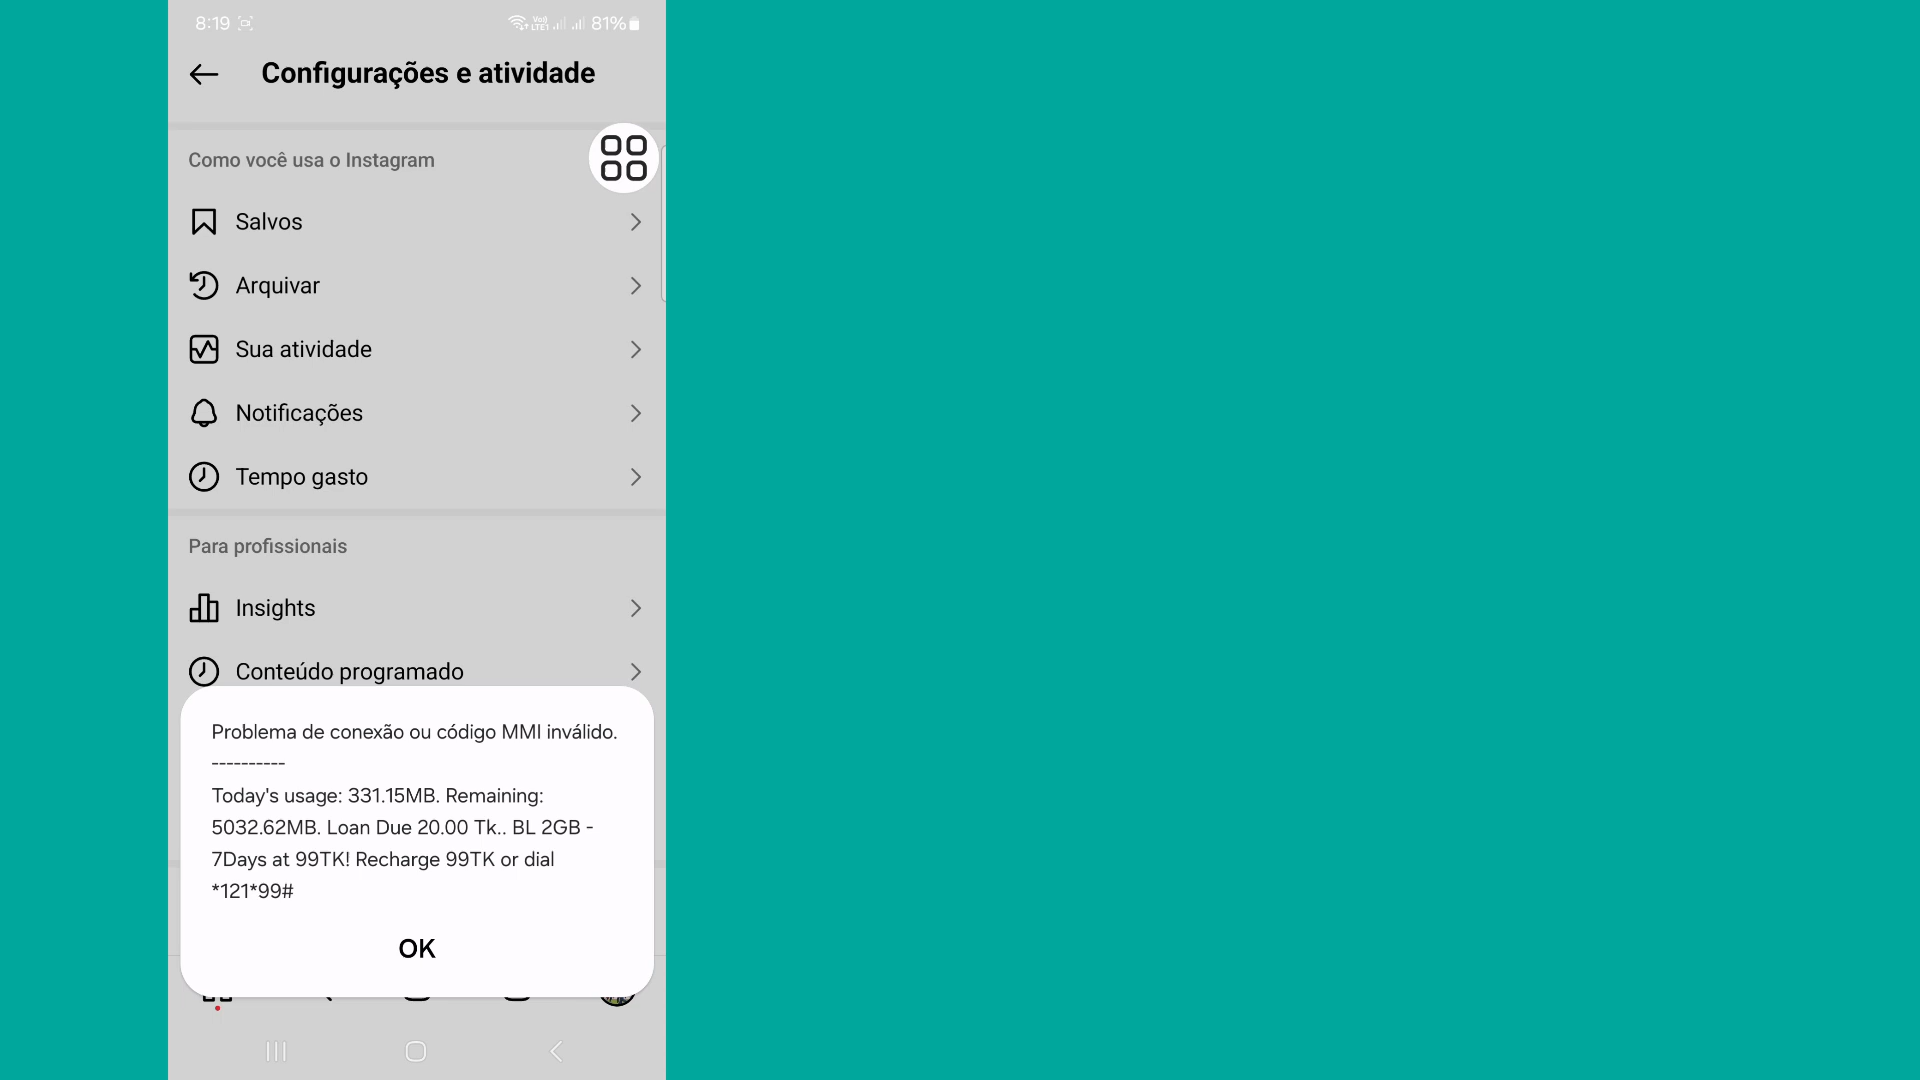 8:19
Vo)) LTE1 81%
Configurações e atividade
Como você usa o Instagram
Salvos
Arquivar
Sua atividade
Notificações
Tempo gasto
Para profissionais
Insights
Conteúdo programado
Problema de conexão ou código MMI inválido.
----------
Today's usage: 331.15MB. Remaining:
5032.62MB. Loan Due 20.00 Tk.. BL 2GB -
7Days at 99TK! Recharge 99TK or dial
*121*99#
OK